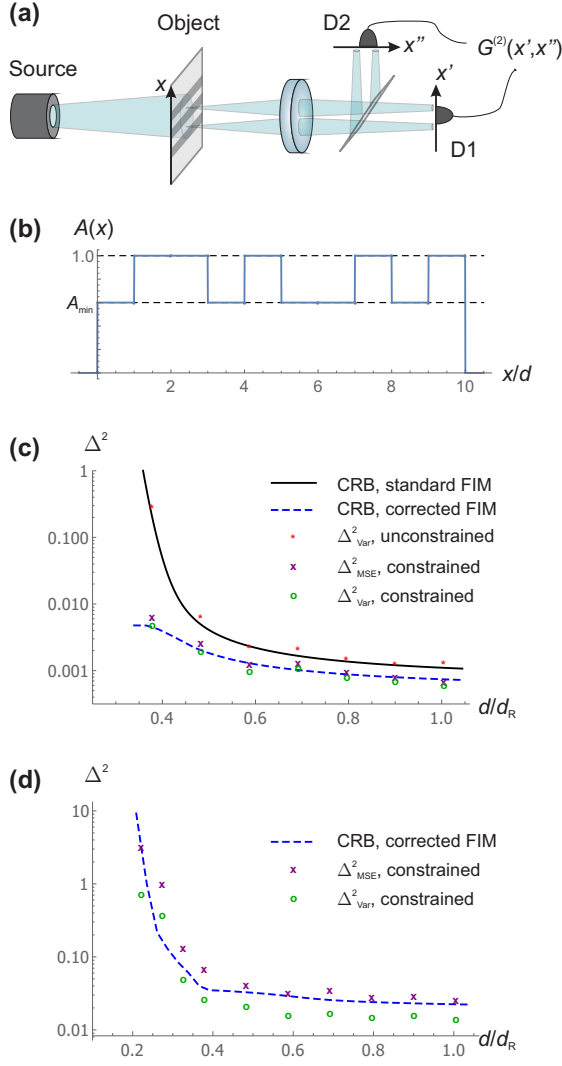 (a)
Object
D2
x''
G(2)(x',x'')
Source
x
x'
D1
(b)
A(x)
1.0
Amin
2 4 6 8 10
x/d
(c)
Δ²
1
0.100
0.010
0.001
CRB, standard FIM
CRB, corrected FIM
Δ²Var, unconstrained
Δ²MSE, constrained
Δ²Var, constrained
0.4 0.6 0.8 1.0
d/dR
(d)
Δ²
10
1
0.10
0.01
CRB, corrected FIM
Δ²MSE, constrained
Δ²Var, constrained
0.2 0.4 0.6 0.8 1.0
d/dR